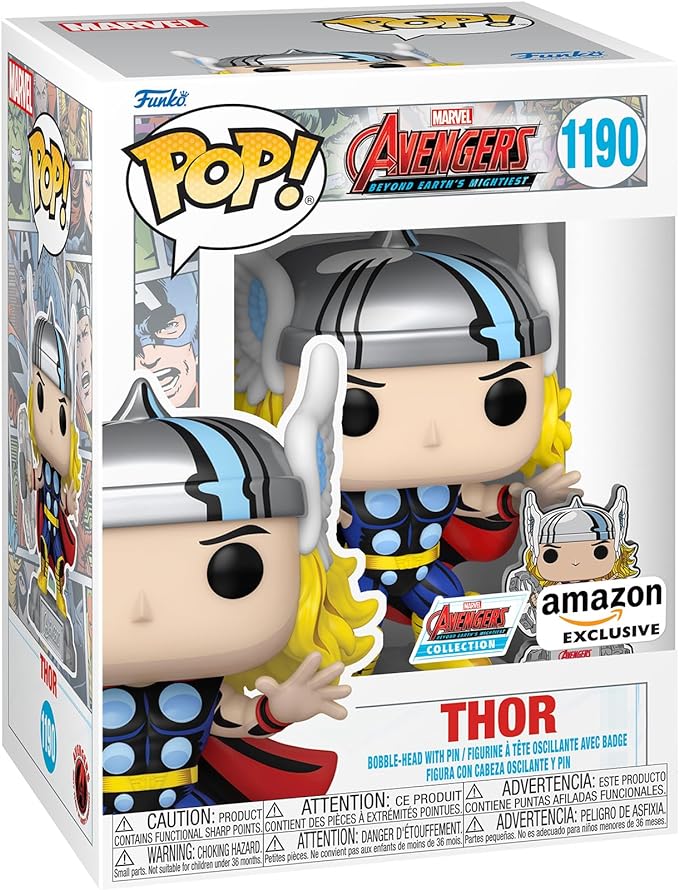 MARVEL
Funko
Funko
POP!
®
MARVEL
AVENGERS
BEYOND EARTH'S MIGHTIEST
1190
MARVEL
POP!
THOR
1190
MARVEL
AVENGERS
BEYOND EARTH'S MIGHTIEST
COLLECTION
amazon
EXCLUSIVE
AVENGERS
THOR
BOBBLE-HEAD WITH PIN / FIGURINE À TÊTE OSCILLANTE AVEC BADGE
FIGURA CON CABEZA OSCILANTE Y PIN
CAUTION: PRODUCT
CONTAINS FUNCTIONAL SHARP POINTS.
WARNING: CHOKING HAZARD.
Small parts. Not suitable for children under 36 months.
ATTENTION: CE PRODUIT
CONTIENT DES PIÈCES À EXTRÉMITÉS POINTUES.
ATTENTION: DANGER D'ÉTOUFFEMENT.
Petites pièces. Ne convient pas aux enfants de moins de 36 mois.
ADVERTENCIA: ESTE PRODUCTO
CONTIENE PUNTAS AFILADAS FUNCIONALES.
ADVERTENCIA: PELIGRO DE ASFIXIA.
Partes pequeñas. No es adecuado para niños menores de 36 meses.